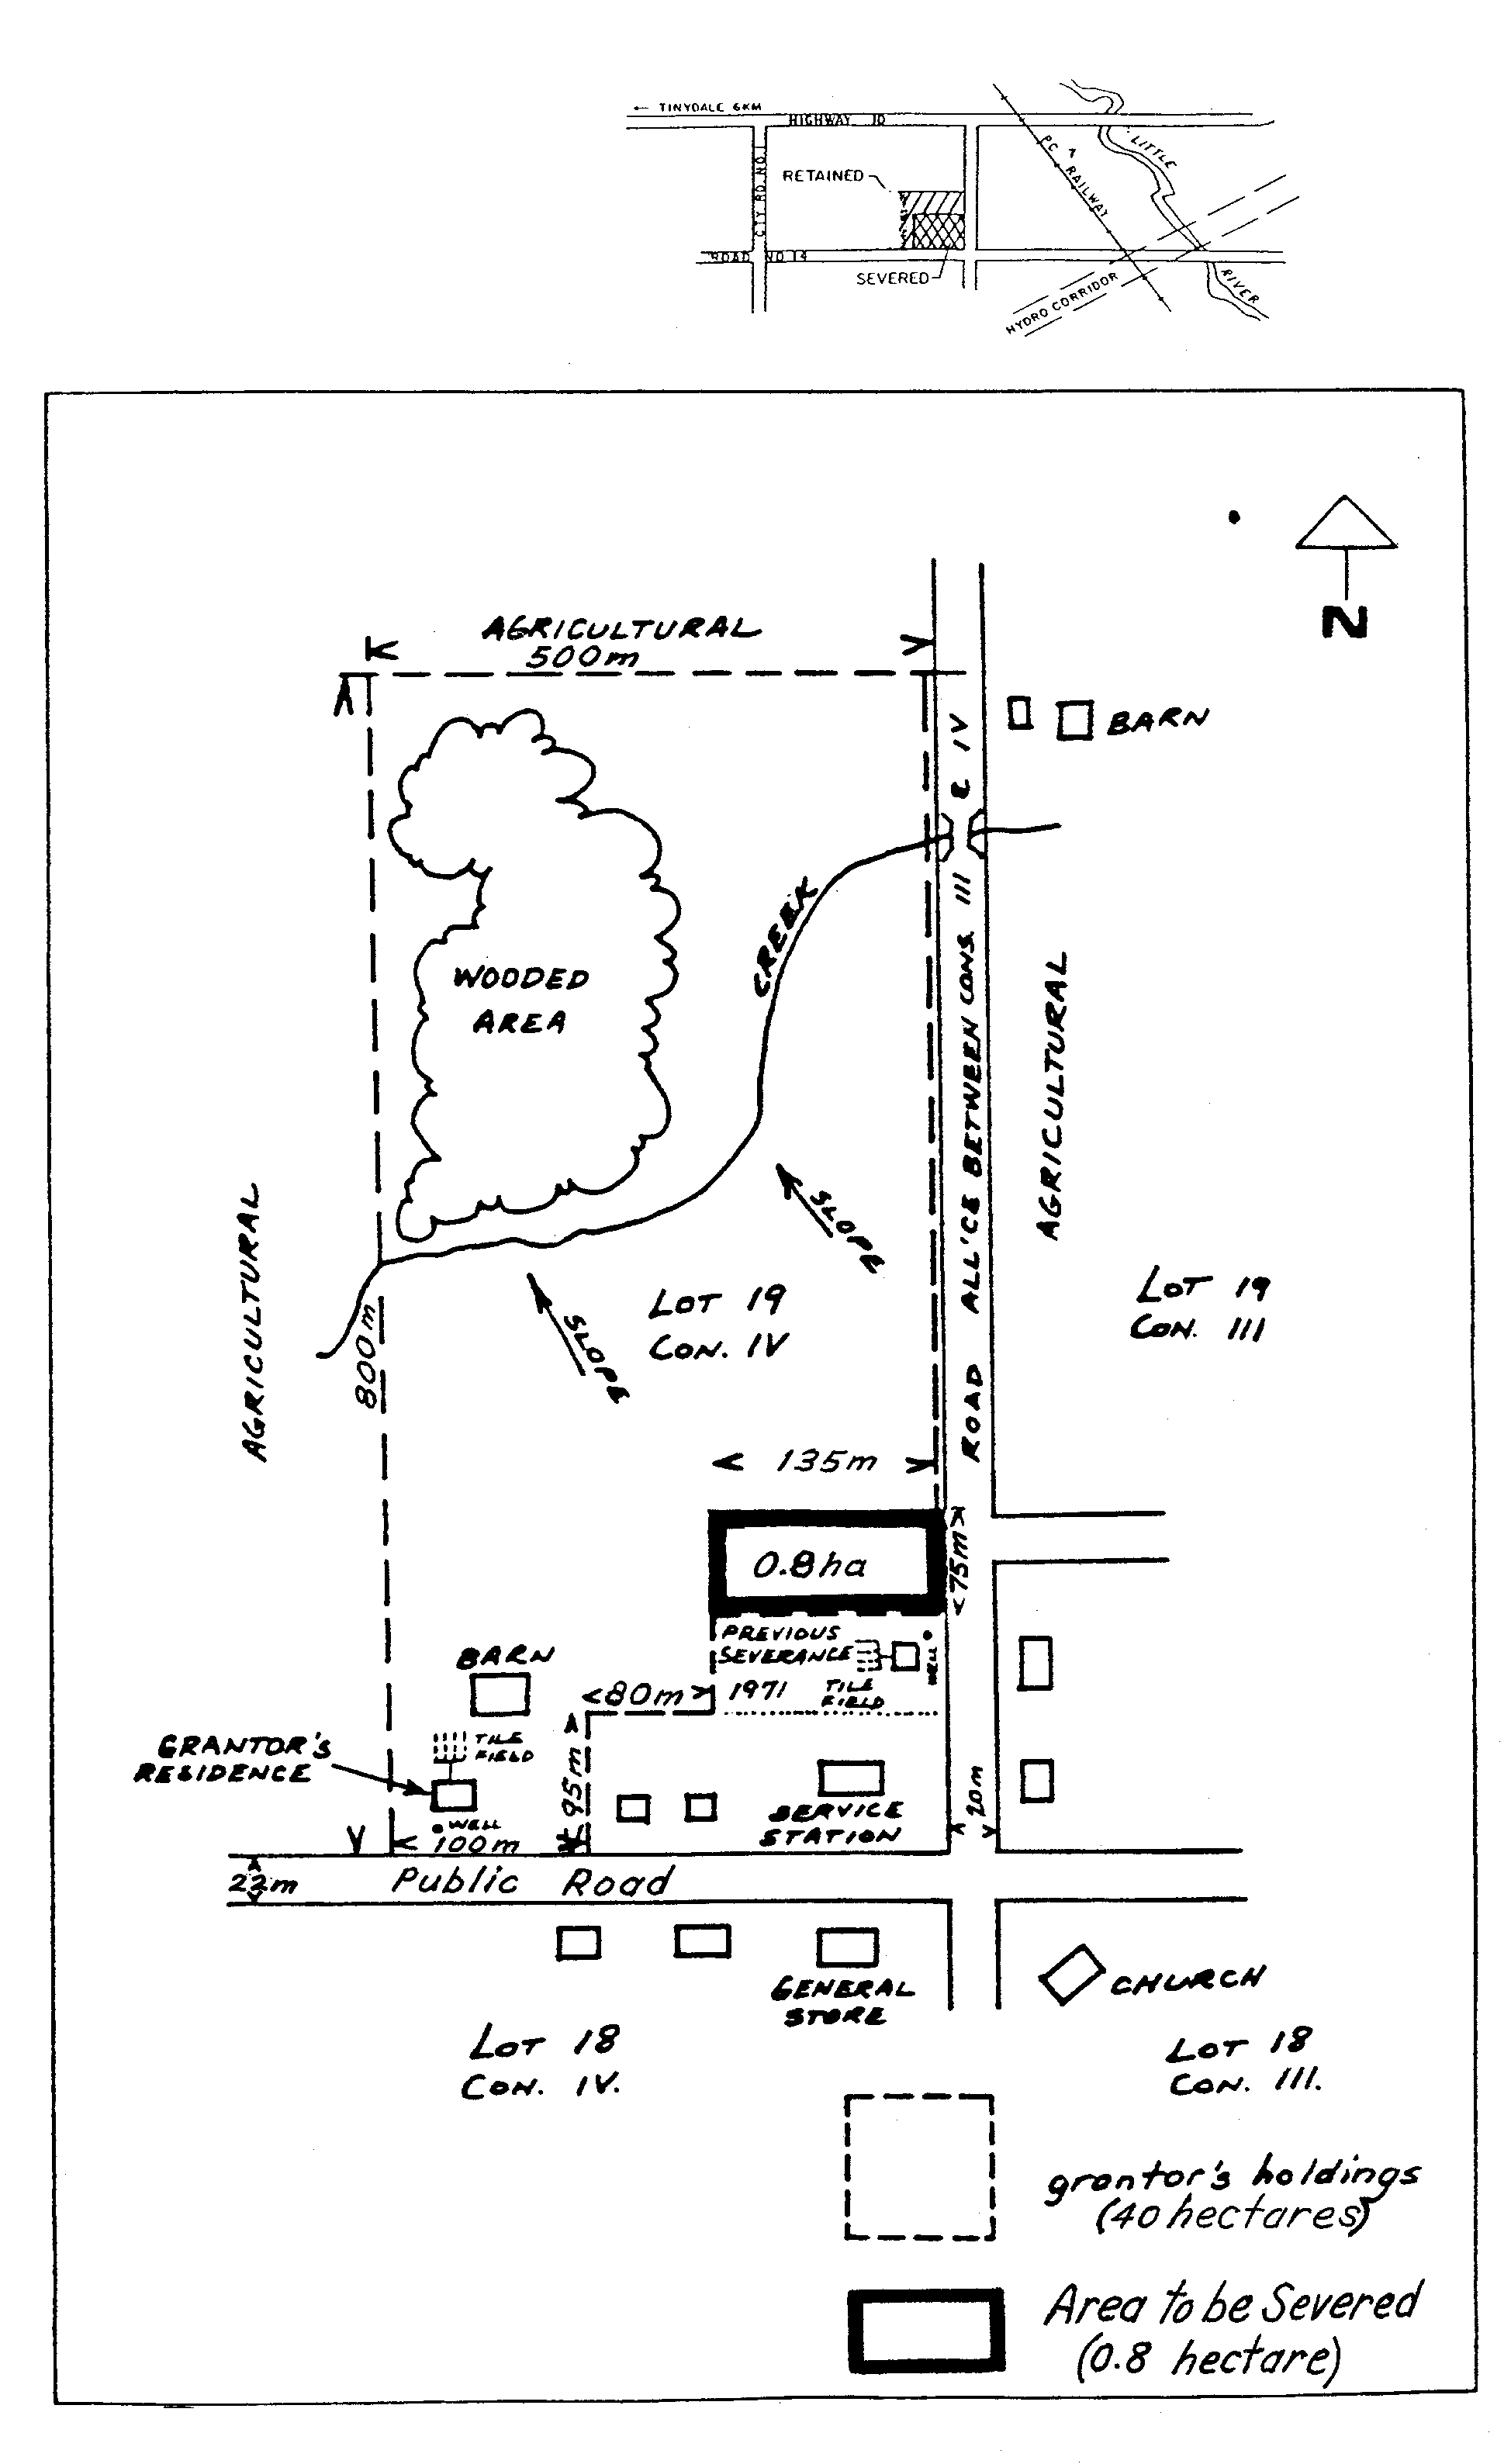 ← TINYDALE 6KM
HIGHWAY 10
CTY RD NO 1
RETAINED
PC RAILWAY
LITTLE
ROAD NO 14
SEVERED
HYDRO CORRIDOR
RIVER
N
AGRICULTURAL
500m
BARN
WOODED
AREA
CREEK
ROAD ALL'CE BETWEEN CONS. III & IV
AGRICULTURAL
SLOPE
SLOPE
AGRICULTURAL
800m
LOT 19
CON. IV
LOT 19
CON. III
135m
0.8ha
75m
PREVIOUS
SEVERANCE
1971
TILE
FIELD
WELL
BARN
80m
GRANTOR'S
RESIDENCE
TILE
FIELD
WELL
100m
95m
SERVICE
STATION
20m
22m
Public Road
GENERAL
STORE
CHURCH
LOT 18
CON. IV.
LOT 18
CON. III.
grantor's holdings
(40 hectares)
Area to be Severed
(0.8 hectare)